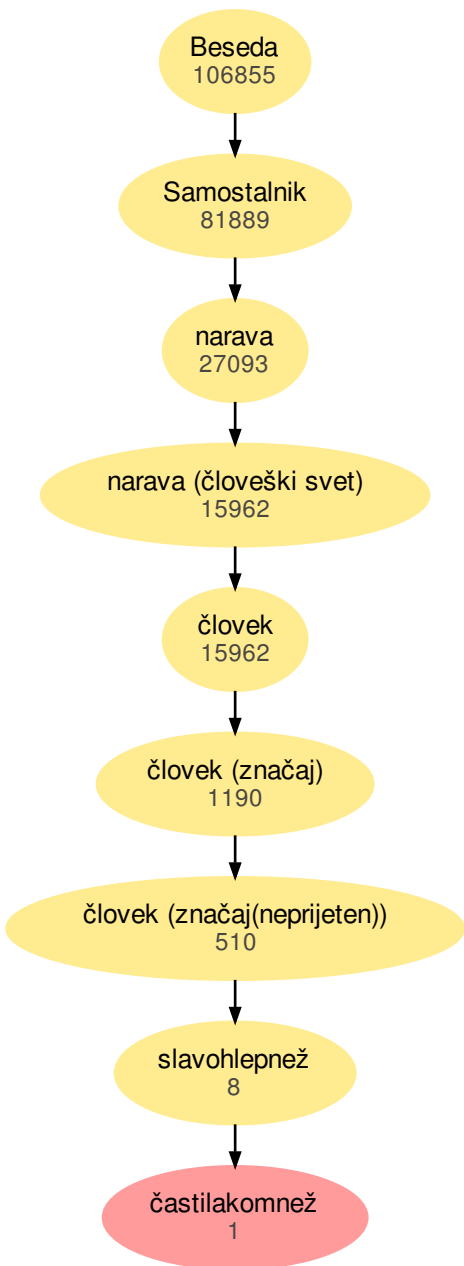 Beseda
106855
Samostalnik
81889
narava
27093
narava (človeški svet)
15962
človek
15962
človek (značaj)
1190
človek (značaj(neprijeten))
510
slavohlepnež
8
častilakomnež
1